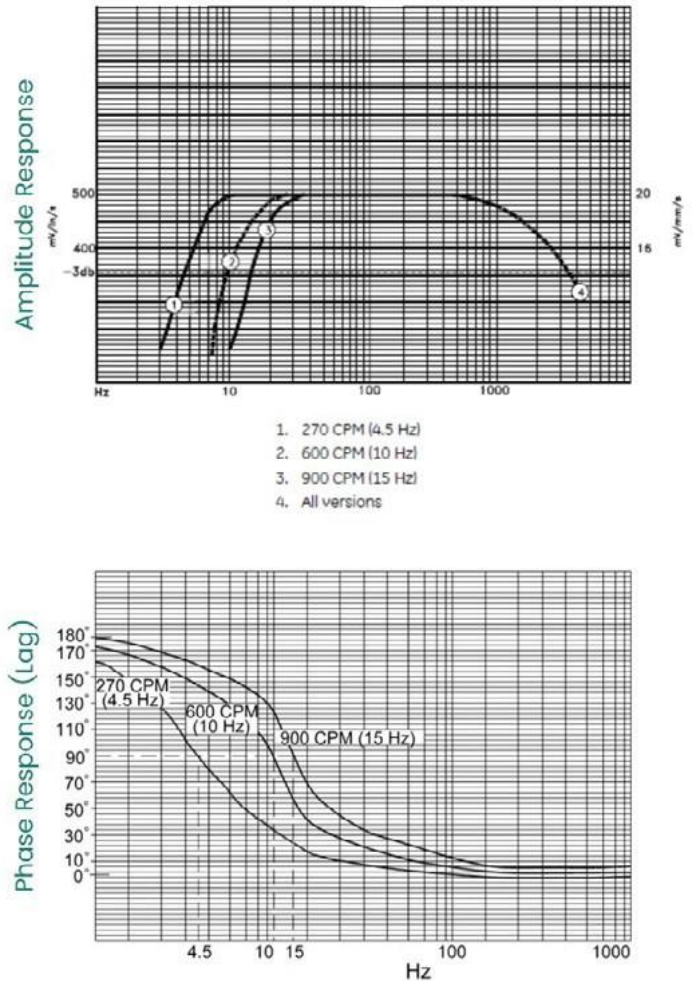 Amplitude Response
mV/in/s
500
400
-3db
20
16
mV/mm/s
Hz
10
100
1000
1
2
3
4
1. 270 CPM (4.5 Hz)
2. 600 CPM (10 Hz)
3. 900 CPM (15 Hz)
4. All versions
Phase Response (Lag)
180°
170°
150°
130°
110°
90°
70°
50°
30°
10°
0°
270 CPM
(4.5 Hz)
600 CPM
(10 Hz)
900 CPM (15 Hz)
4.5 10 15 100 1000
Hz